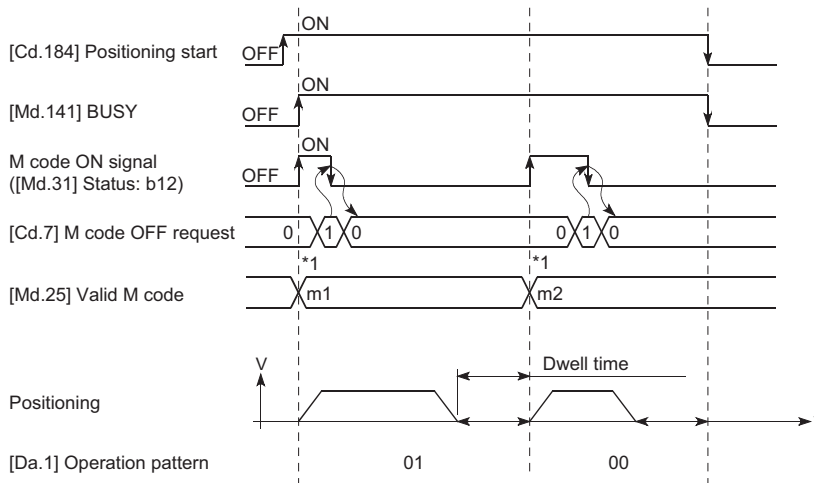 ON
[Cd.184] Positioning start
OFF
ON
[Md.141] BUSY
OFF
ON
M code ON signal
([Md.31] Status: b12)
OFF
[Cd.7] M code OFF request 0 1 0 0 1 0
*1 *1
[Md.25] Valid M code m1 m2
V
Dwell time
Positioning
[Da.1] Operation pattern 01 00